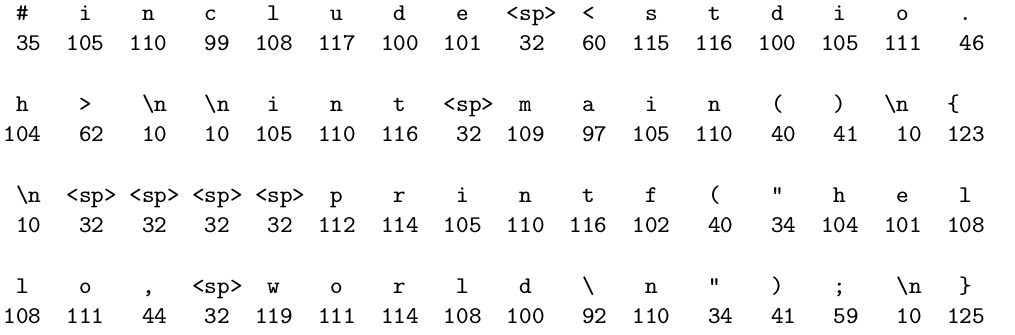 # i n c l u d e <sp> < s t d i o .
35 105 110 99 108 117 100 101 32 60 115 116 100 105 111 46
h > \n \n i n t <sp> m a i n ( ) \n {
104 62 10 10 105 110 116 32 109 97 105 110 40 41 10 123
\n <sp> <sp> <sp> <sp> p r i n t f ( " h e l
10 32 32 32 32 112 114 105 110 116 102 40 34 104 101 108
l o , <sp> w o r l d \ n " ) ; \n }
108 111 44 32 119 111 114 108 100 92 110 34 41 59 10 125